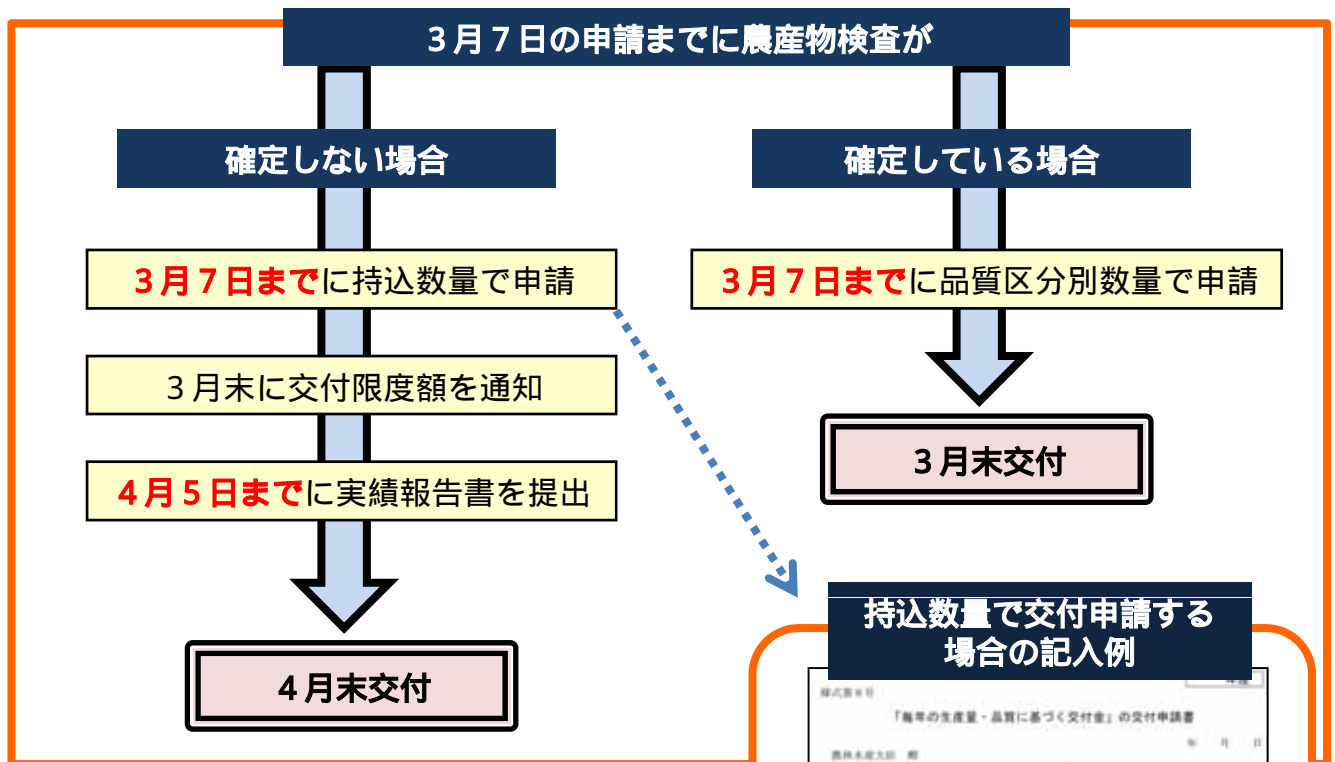 ３月７日の申請までに農産物検査が
確定しない場合
３月７日までに持込数量で申請
３月末に交付限度額を通知
４月５日までに実績報告書を提出
４月末交付
確定している場合
３月７日までに品質区分別数量で申請
３月末交付
持込数量で交付申請する
場合の記入例
「毎年の生産量・品質に基づく交付金」の交付申請書
年 月 日